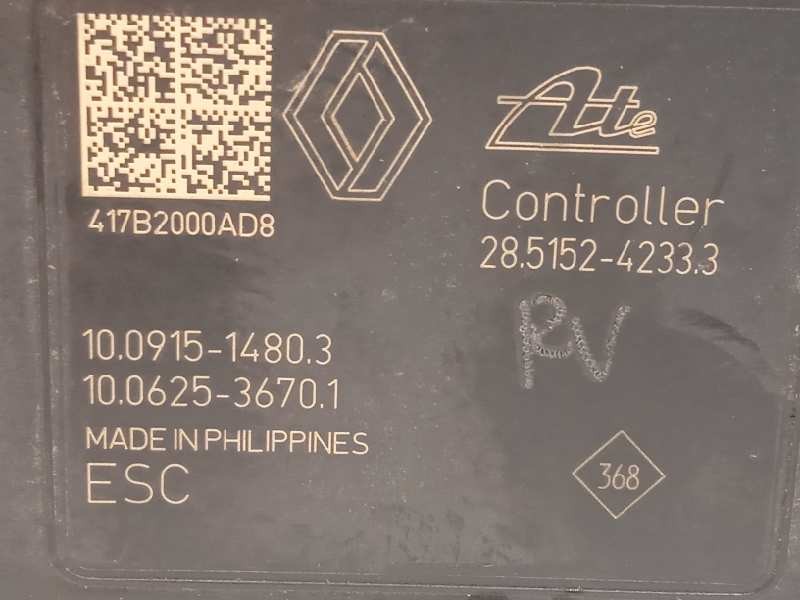 417B2000AD8
Ate
Controller
28.5152-4233.3
10.0915-1480.3
10.0625-3670.1
RV
MADE IN PHILIPPINES
ESC
368